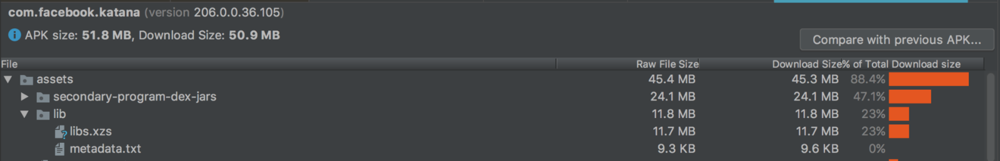 com.facebook.katana (version 206.0.0.36.105)
APK size: 51.8 MB, Download Size: 50.9 MB
Compare with previous APK...
File Raw File Size Download Size % of Total Download size
assets 45.4 MB 45.3 MB 88.4%
secondary-program-dex-jars 24.1 MB 24.1 MB 47.1%
lib 11.8 MB 11.8 MB 23%
libs.xzs 11.7 MB 11.7 MB 23%
metadata.txt 9.3 KB 9.6 KB 0%